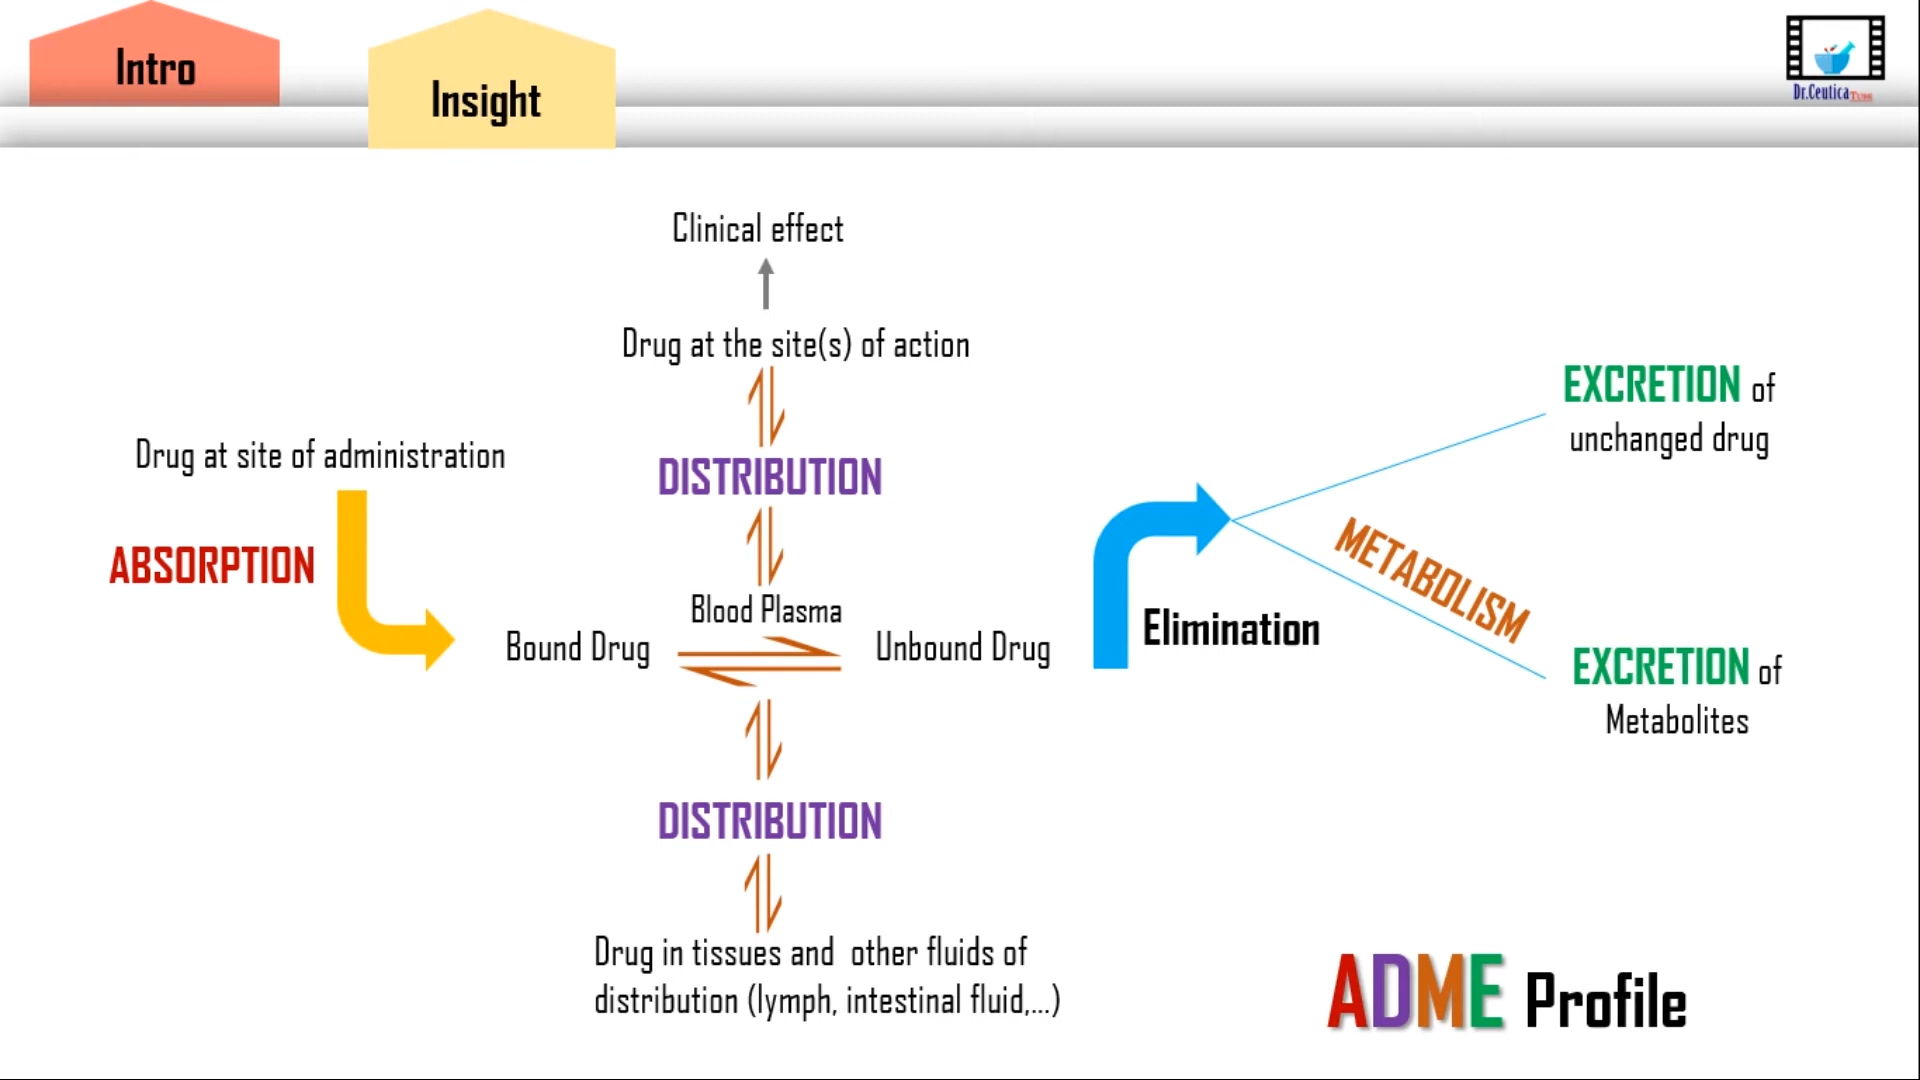 Intro
Insight
Dr.CeuticaTube
Clinical effect
Drug at the site(s) of action
DISTRIBUTION
Drug at site of administration
ABSORPTION
Blood Plasma
Bound Drug
Unbound Drug
DISTRIBUTION
Drug in tissues and other fluids of
distribution (lymph, intestinal fluid,...)
Elimination
EXCRETION of
unchanged drug
METABOLISM
EXCRETION of
Metabolites
ADME Profile